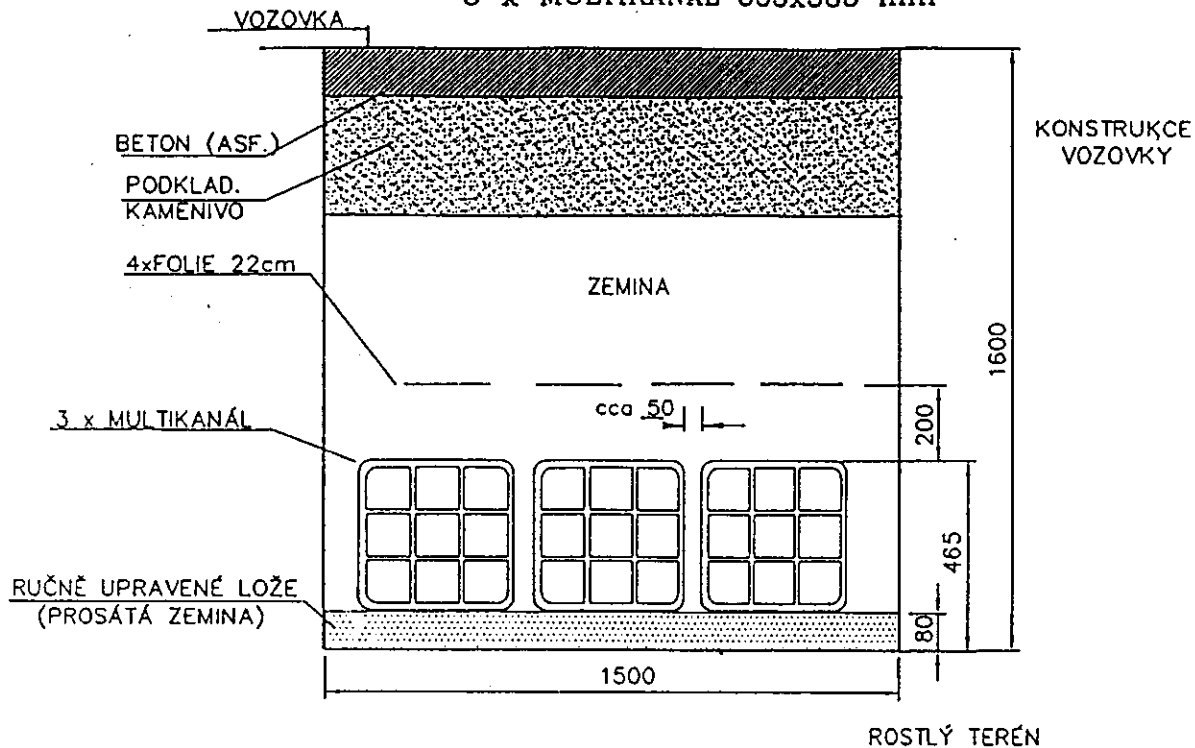 VOZOVKA
BETON (ASF.)
KONSTRUKCE
VOZOVKY
PODKLAD.
KAMENIVO
4xFOLIE 22cm
ZEMINA
1600
cca 50
200
3 x MULTIKANÁL
465
RUČNĚ UPRAVENÉ LOŽE
(PROSÁTÁ ZEMINA)
80
1500
ROSTLÝ TERÉN